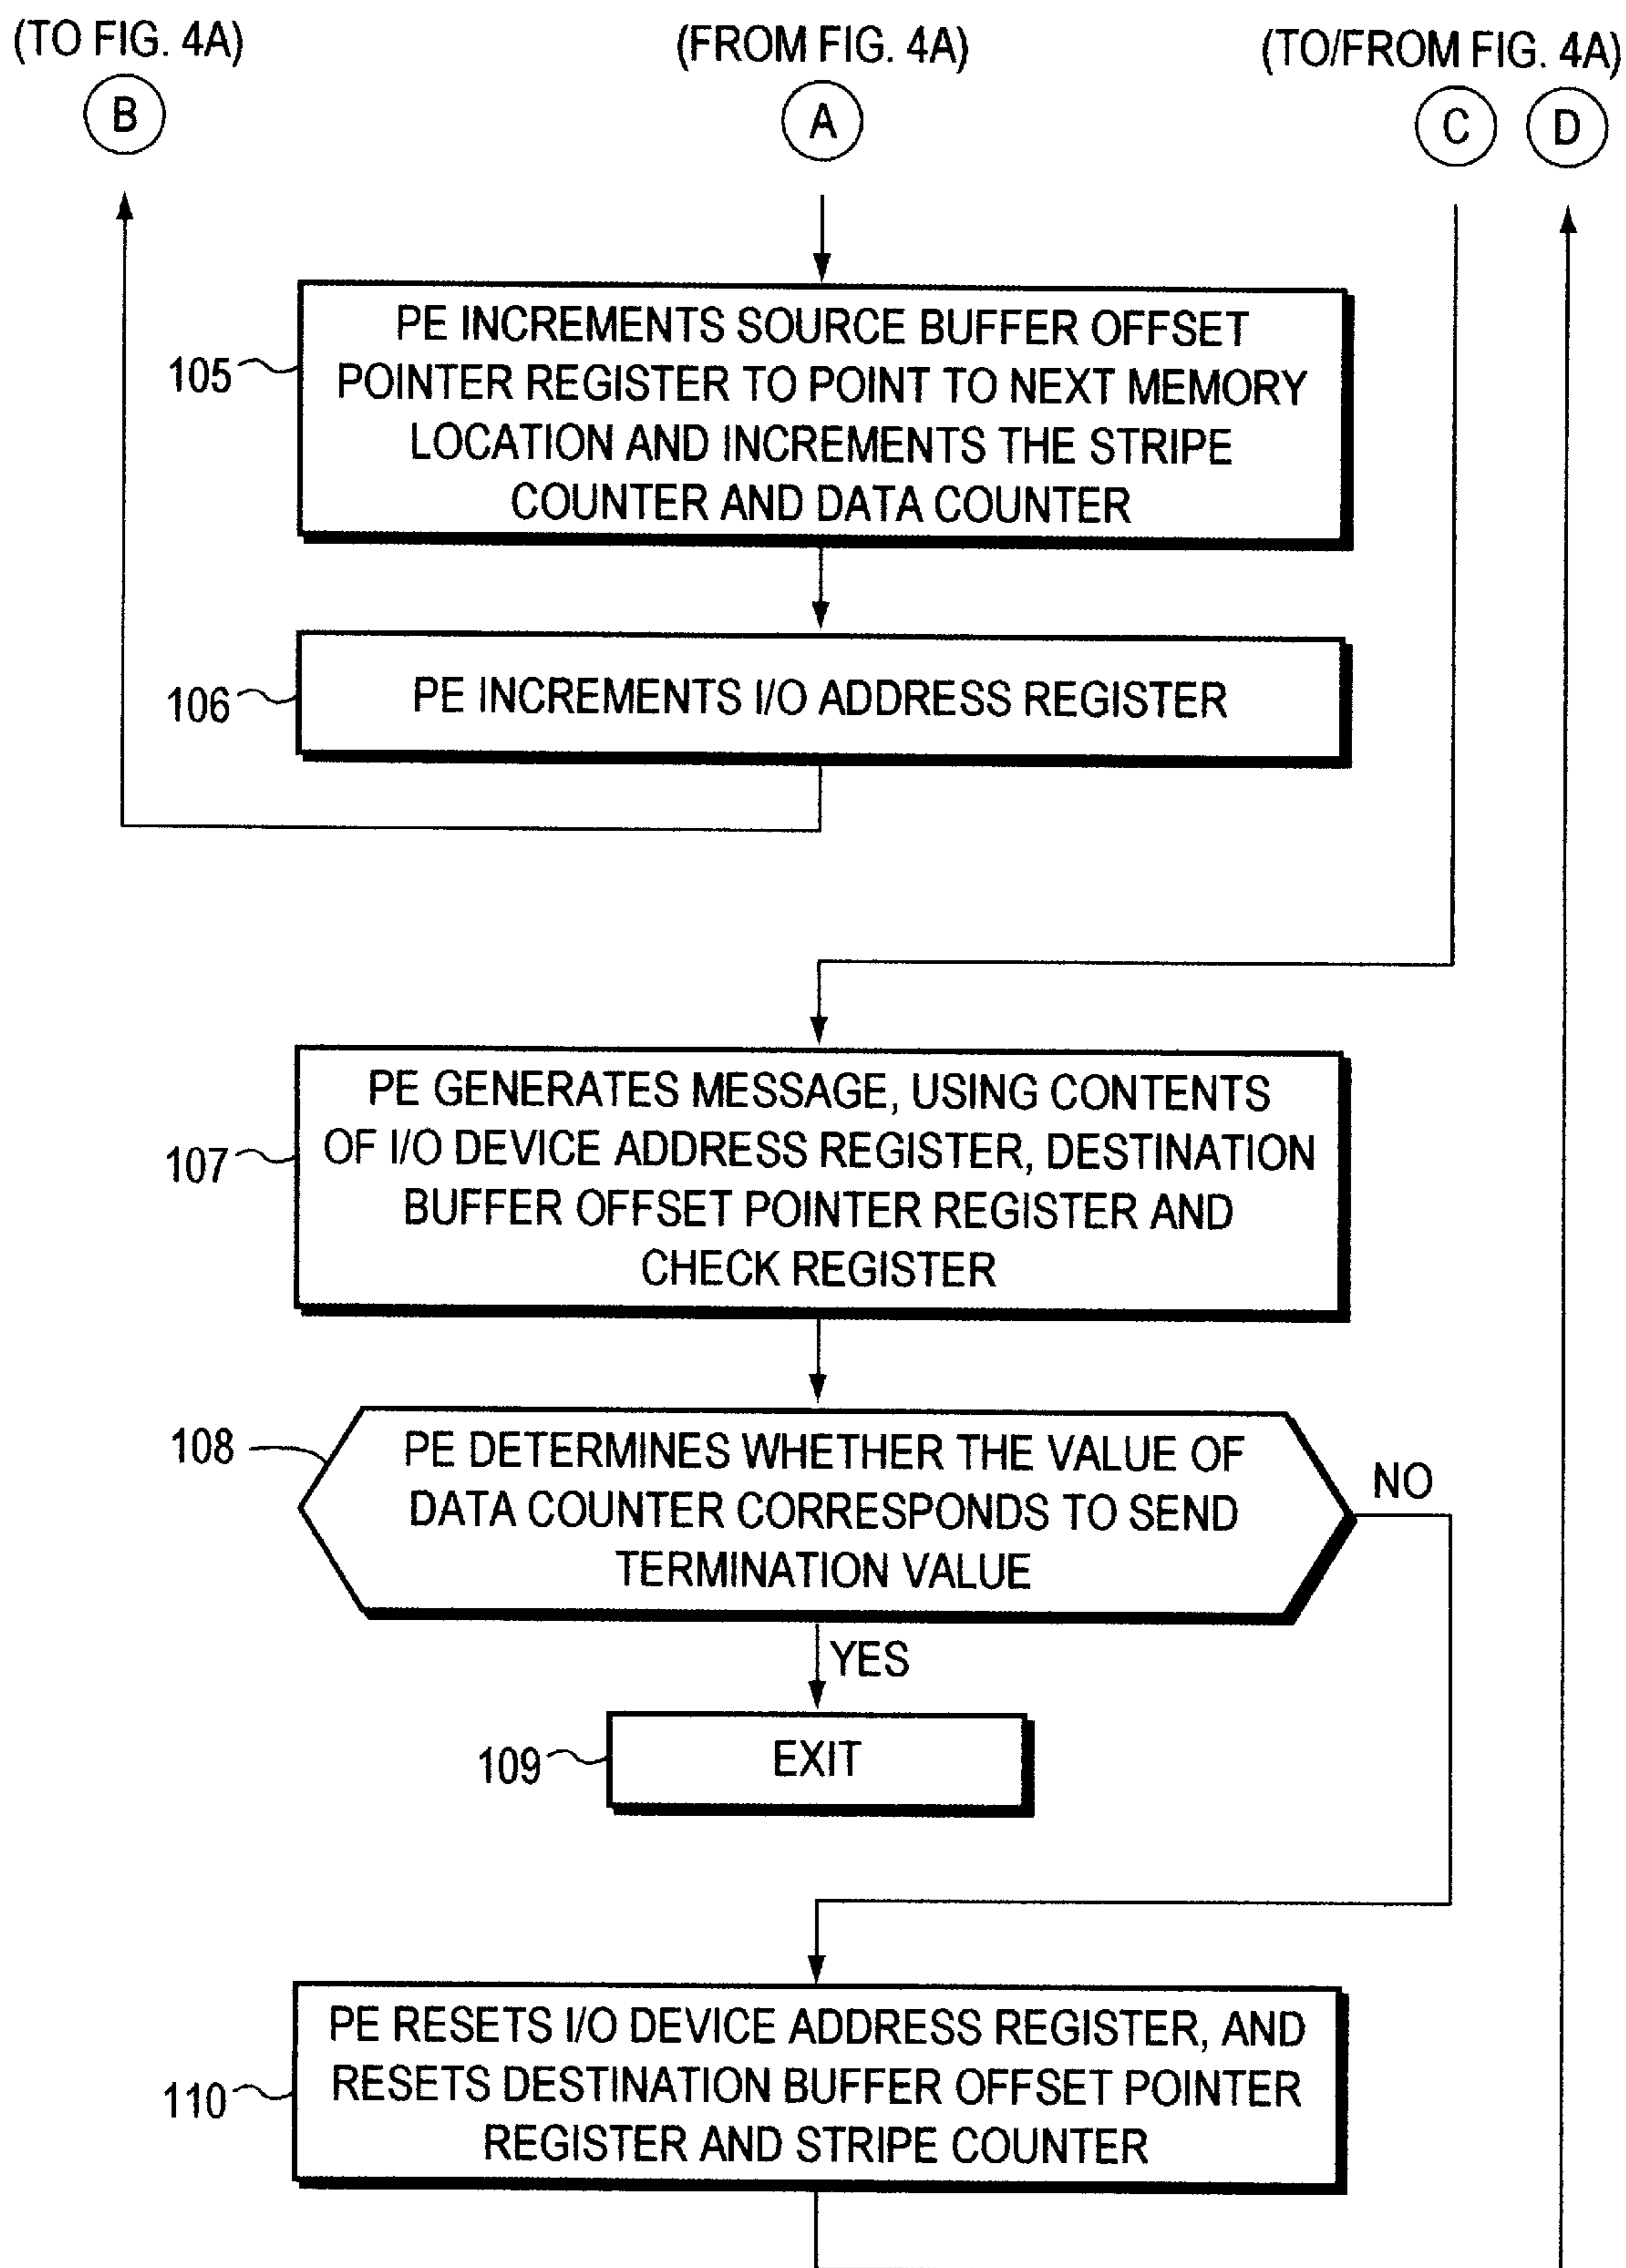 (TO FIG. 4A)
(FROM FIG. 4A)
(TO/FROM FIG. 4A)
B
A
C
D
105
PE INCREMENTS SOURCE BUFFER OFFSET
POINTER REGISTER TO POINT TO NEXT MEMORY
LOCATION AND INCREMENTS THE STRIPE
COUNTER AND DATA COUNTER
106
PE INCREMENTS I/O ADDRESS REGISTER
107
PE GENERATES MESSAGE, USING CONTENTS
OF I/O DEVICE ADDRESS REGISTER, DESTINATION
BUFFER OFFSET POINTER REGISTER AND
CHECK REGISTER
108
PE DETERMINES WHETHER THE VALUE OF
DATA COUNTER CORRESPONDS TO SEND
TERMINATION VALUE
NO
YES
109
EXIT
110
PE RESETS I/O DEVICE ADDRESS REGISTER, AND
RESETS DESTINATION BUFFER OFFSET POINTER
REGISTER AND STRIPE COUNTER